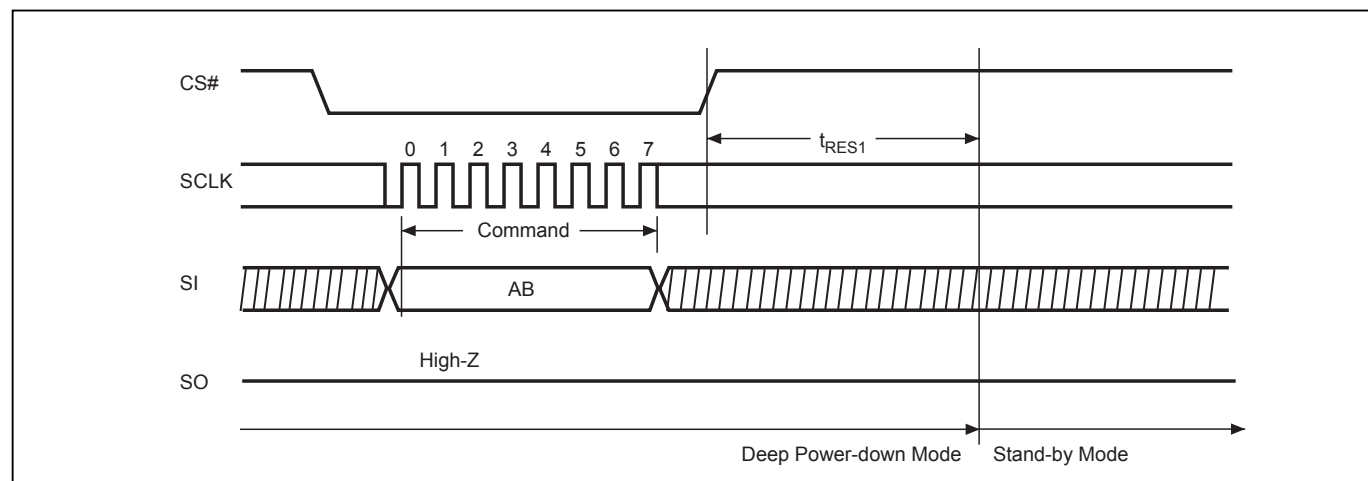 CS#
t_RES1
0 1 2 3 4 5 6 7
SCLK
Command
SI
AB
High-Z
SO
Deep Power-down Mode Stand-by Mode